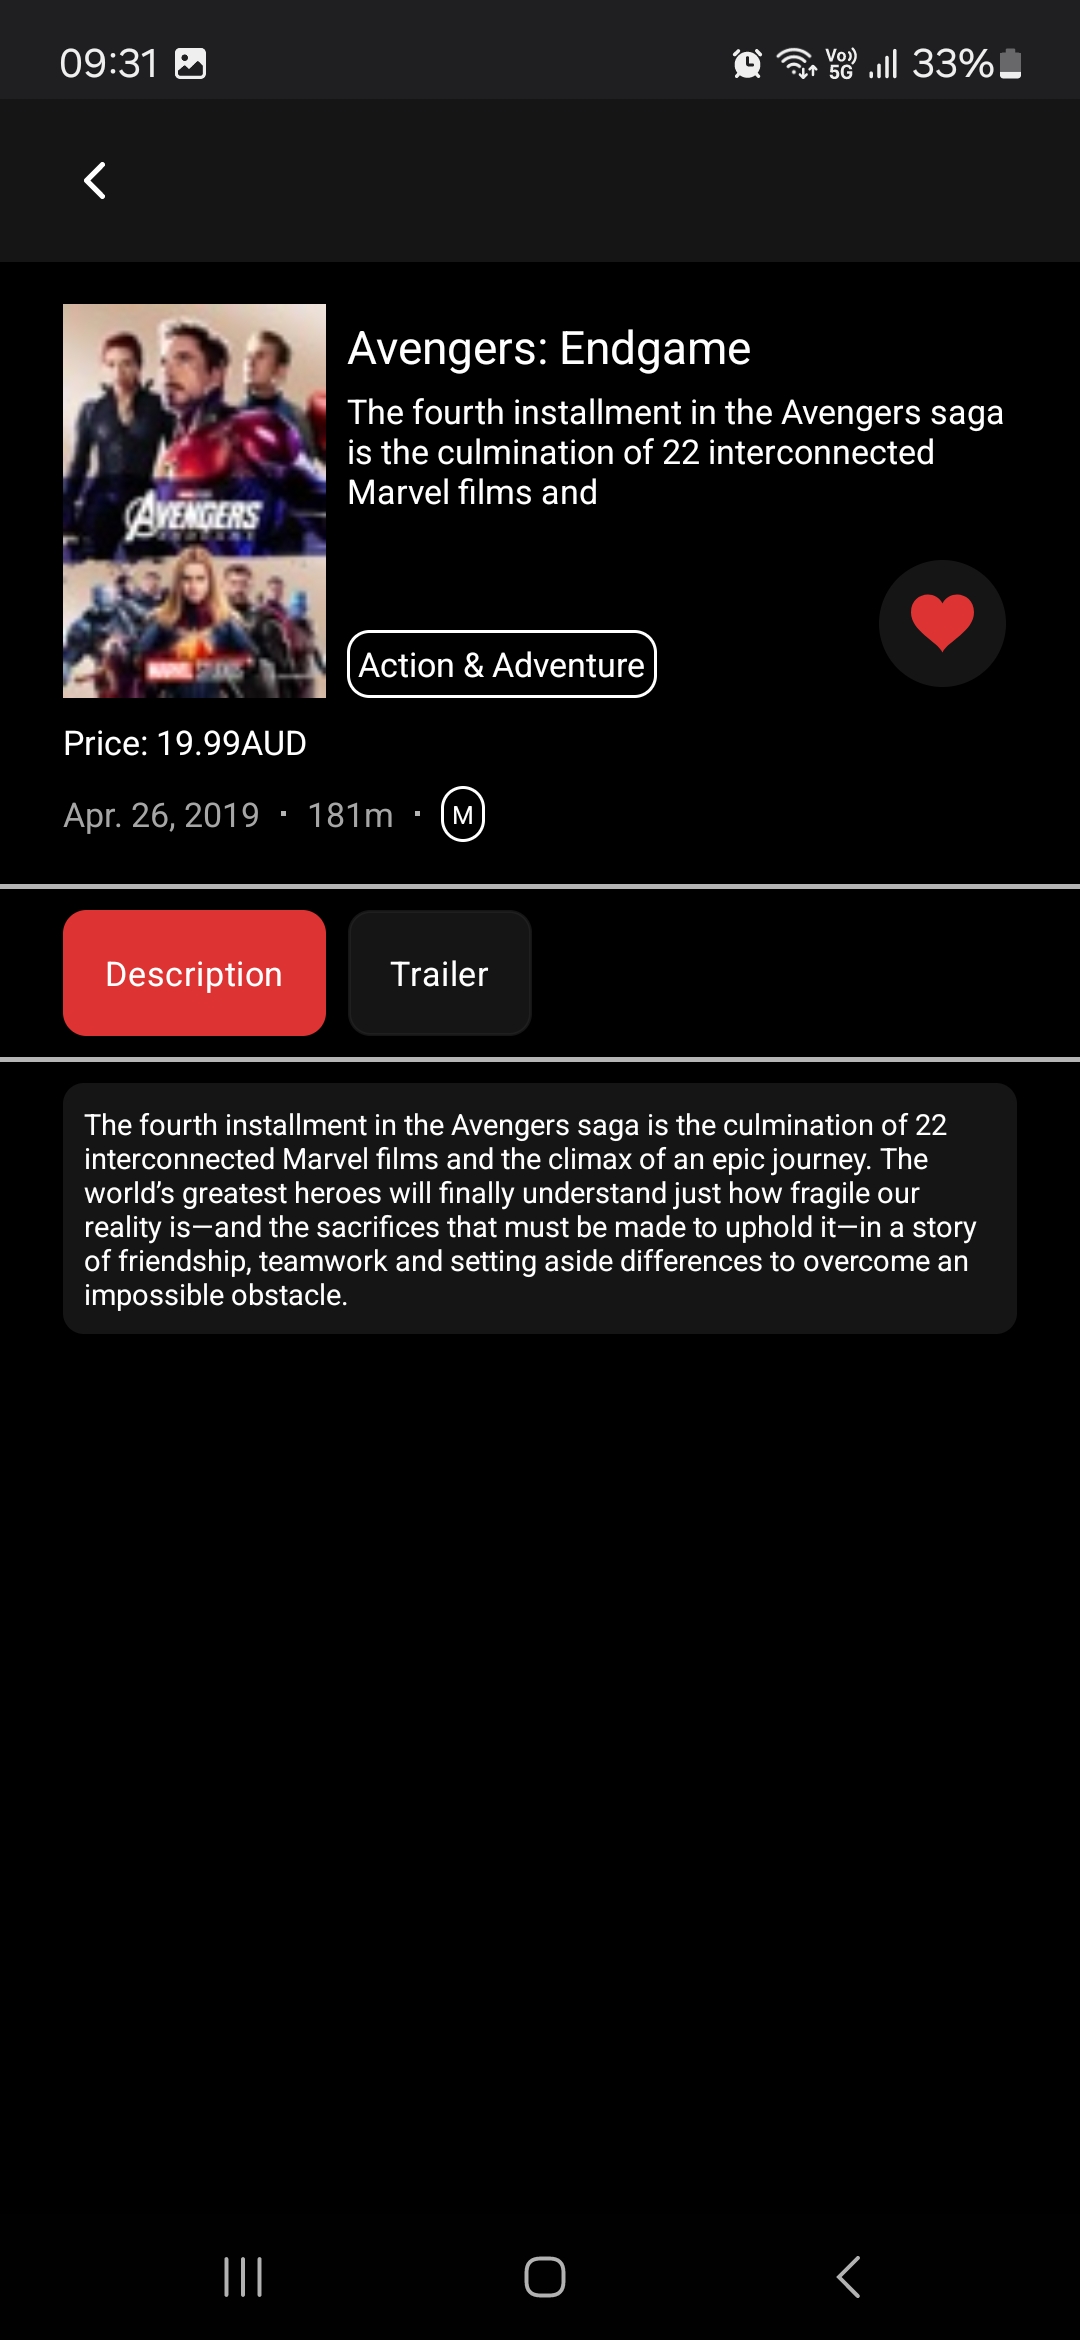 09:31
Vo)) 5G 33%
Avengers: Endgame
The fourth installment in the Avengers saga
is the culmination of 22 interconnected
Marvel films and
AVENGERS
MARVEL STUDIOS
Action & Adventure
Price: 19.99AUD
Apr. 26, 2019 · 181m · M
Description
Trailer
The fourth installment in the Avengers saga is the culmination of 22
interconnected Marvel films and the climax of an epic journey. The
world’s greatest heroes will finally understand just how fragile our
reality is—and the sacrifices that must be made to uphold it—in a story
of friendship, teamwork and setting aside differences to overcome an
impossible obstacle.